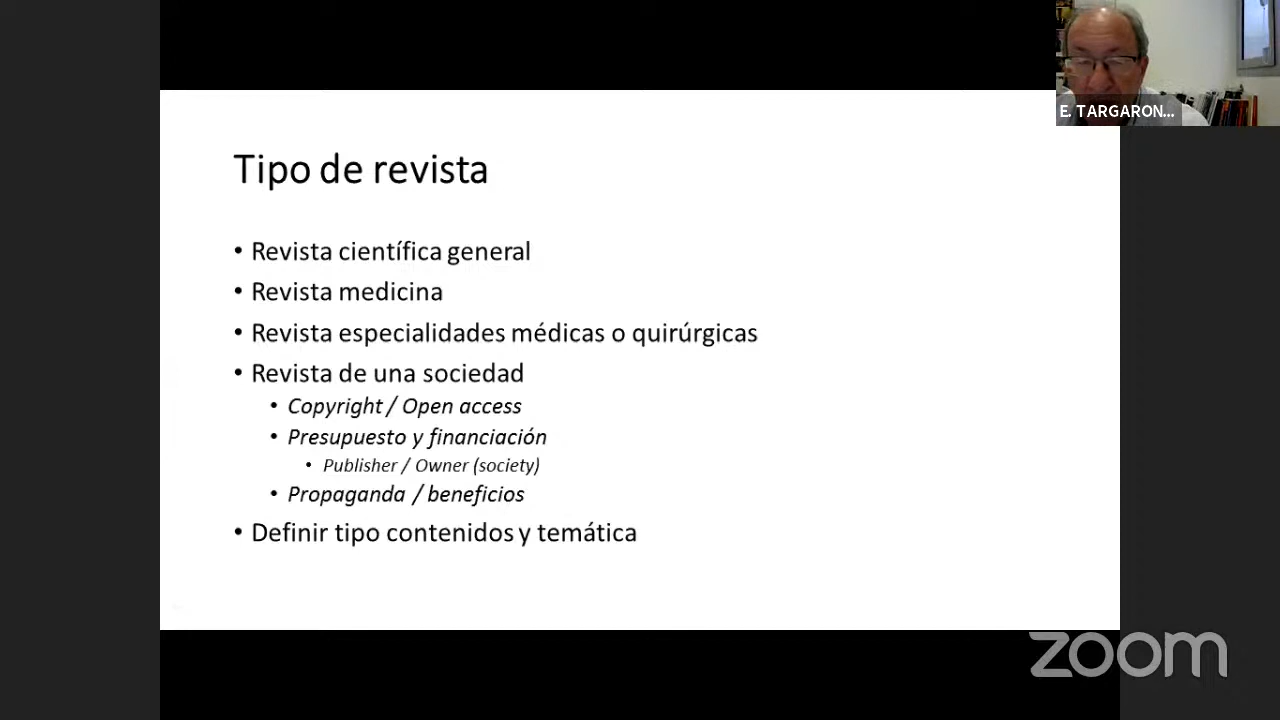 E. TARGARON...
Tipo de revista
• Revista científica general
• Revista medicina
• Revista especialidades médicas o quirúrgicas
• Revista de una sociedad
• Copyright / Open access
• Presupuesto y financiación
• Publisher / Owner (society)
• Propaganda / beneficios
• Definir tipo contenidos y temática
zoom